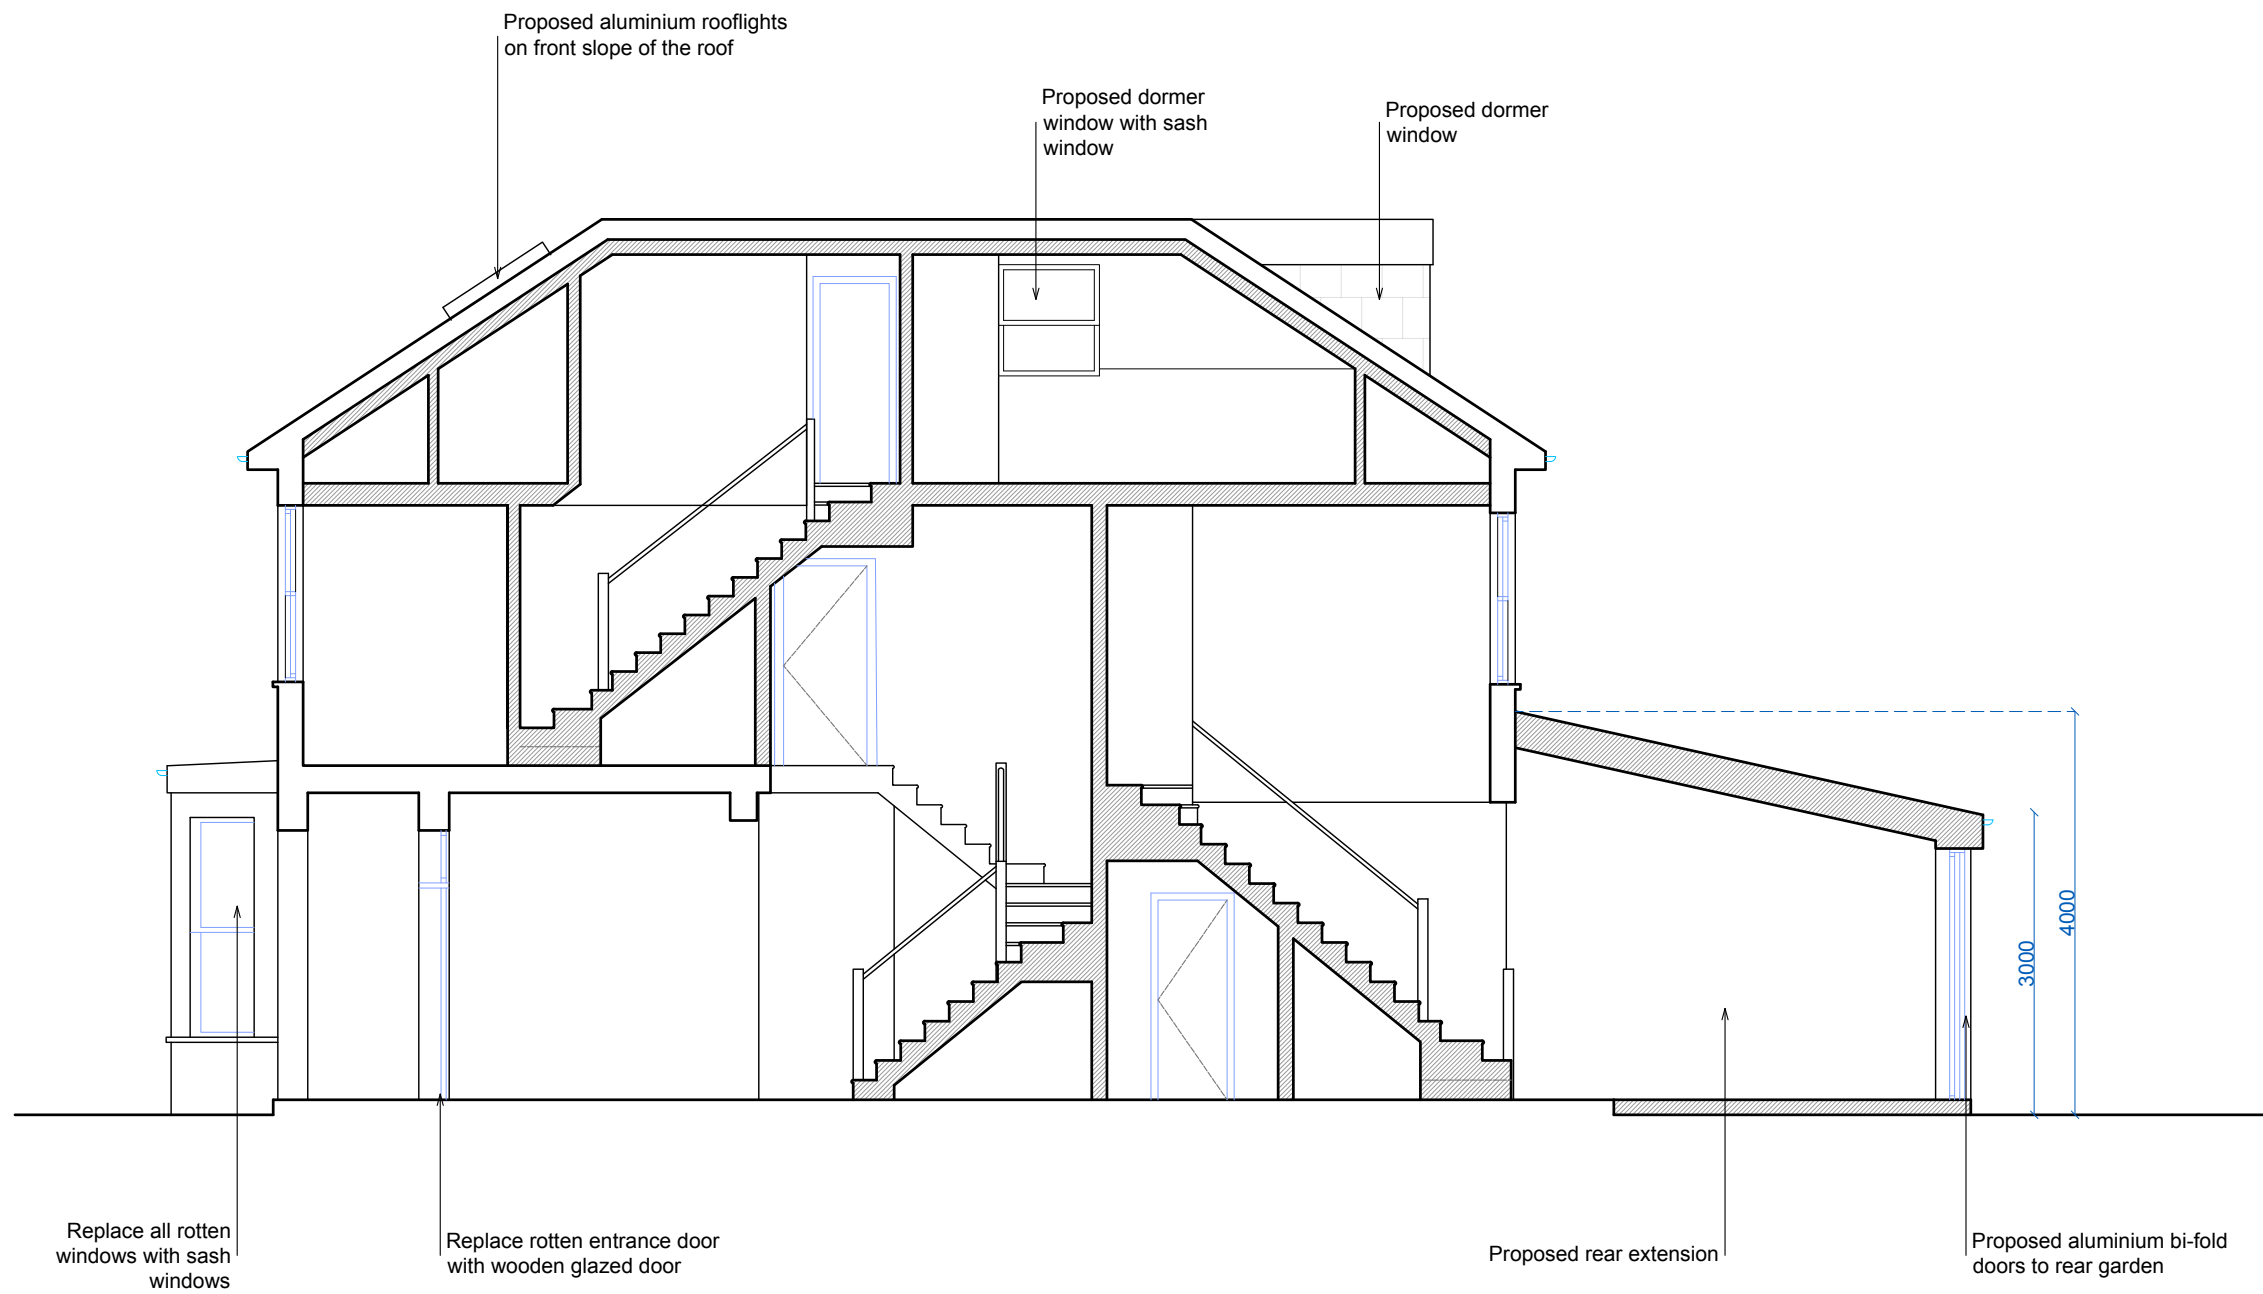 Proposed aluminium rooflights
on front slope of the roof
Proposed dormer
window with sash
window
Proposed dormer
window
4000
3000
Replace all rotten
windows with sash
windows
Replace rotten entrance door
with wooden glazed door
Proposed rear extension
Proposed aluminium bi-fold
doors to rear garden